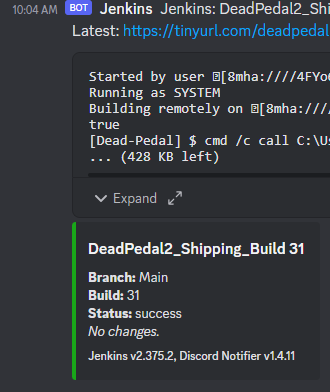 10:04 AM BOT Jenkins Jenkins: DeadPedal2_Shi
Latest: https://tinyurl.com/deadpedal
Started by user [8mha:////4FYo
Running as SYSTEM
Building remotely on [8mha:////
true
[Dead-Pedal] $ cmd /c call C:\Us
... (428 KB left)
Expand
DeadPedal2_Shipping_Build 31
Branch: Main
Build: 31
Status: success
No changes.
Jenkins v2.375.2, Discord Notifier v1.4.11